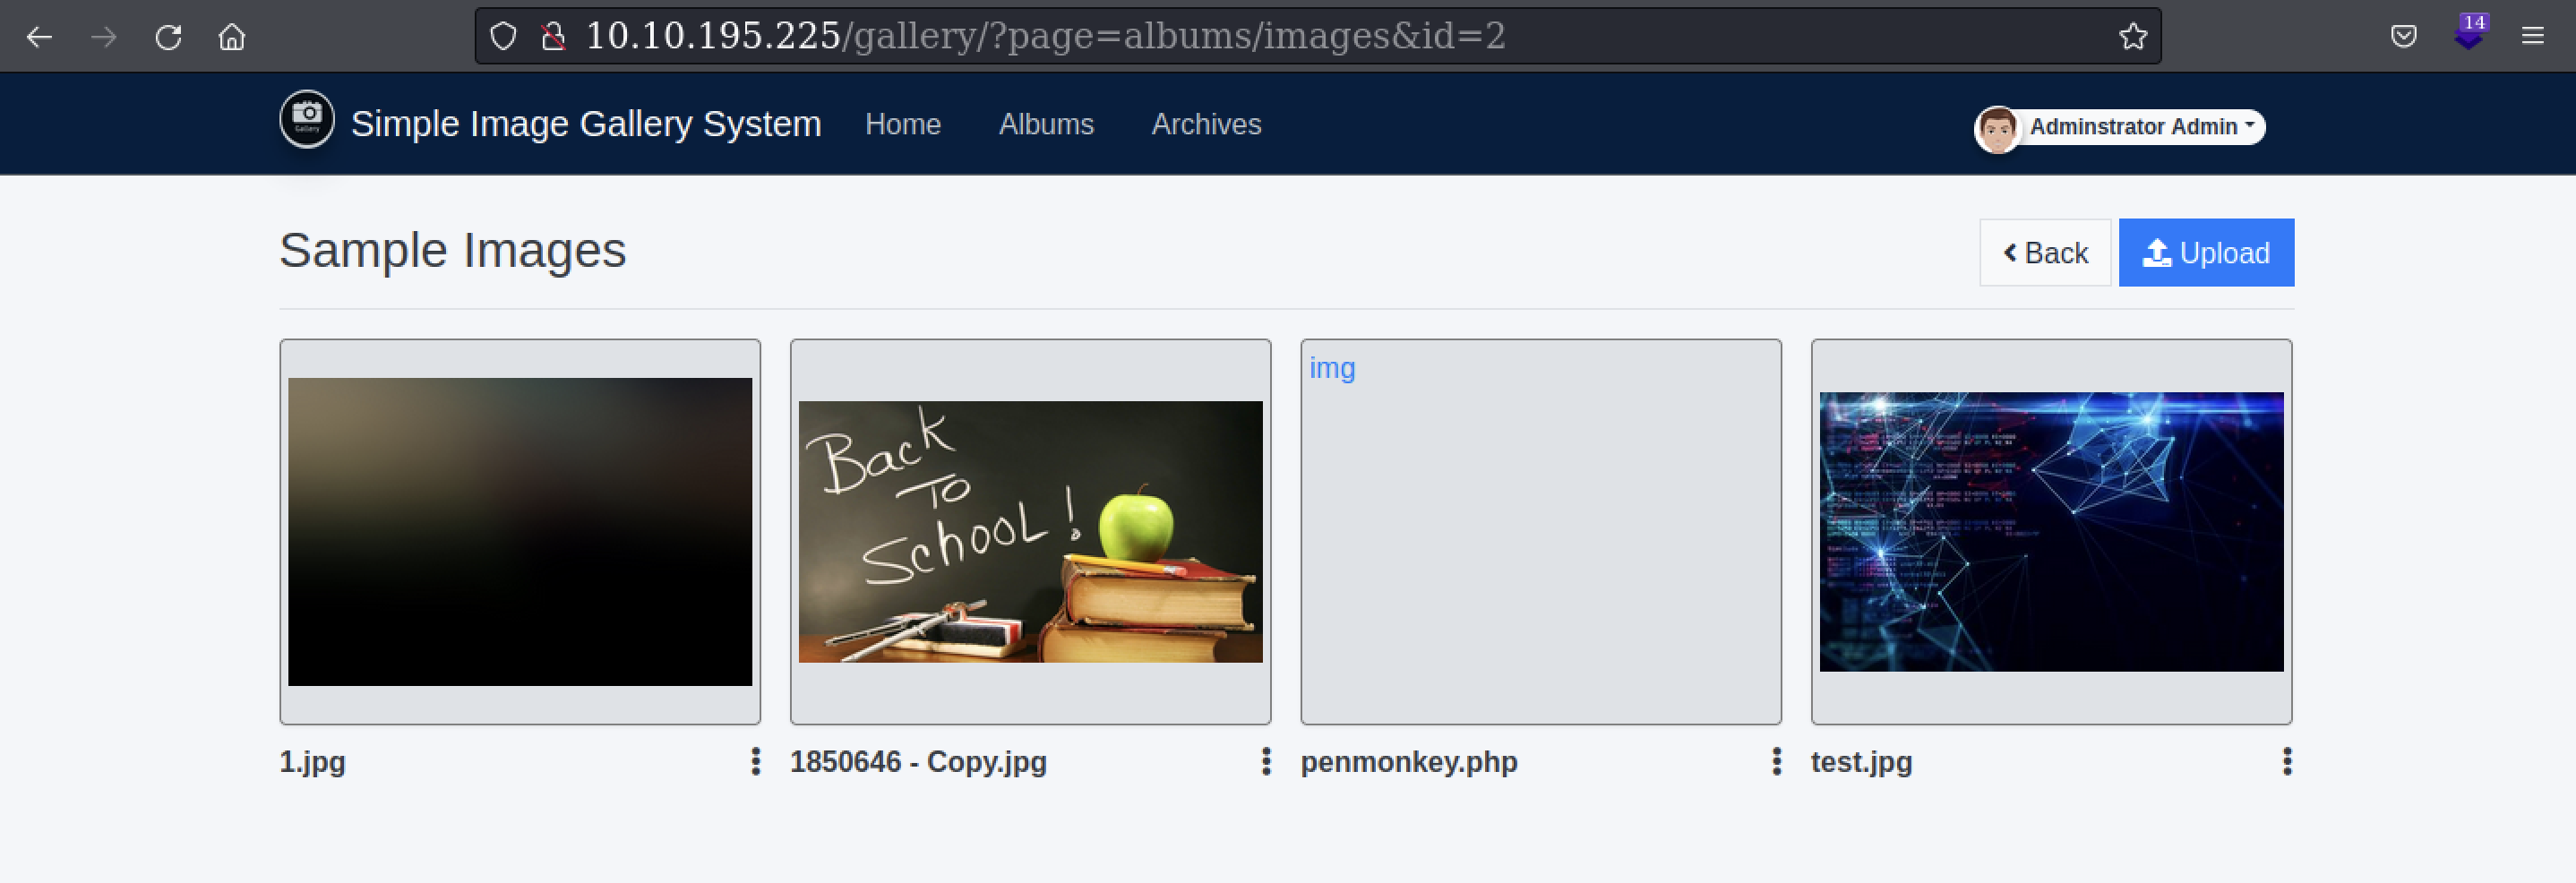 14
10.10.195.225/gallery/?page=albums/images&id=2
Gallery
Simple Image Gallery System
Home
Albums
Archives
Adminstrator Admin
Sample Images
Back
Upload
img
Back
To
School!
1.jpg
1850646 - Copy.jpg
penmonkey.php
test.jpg